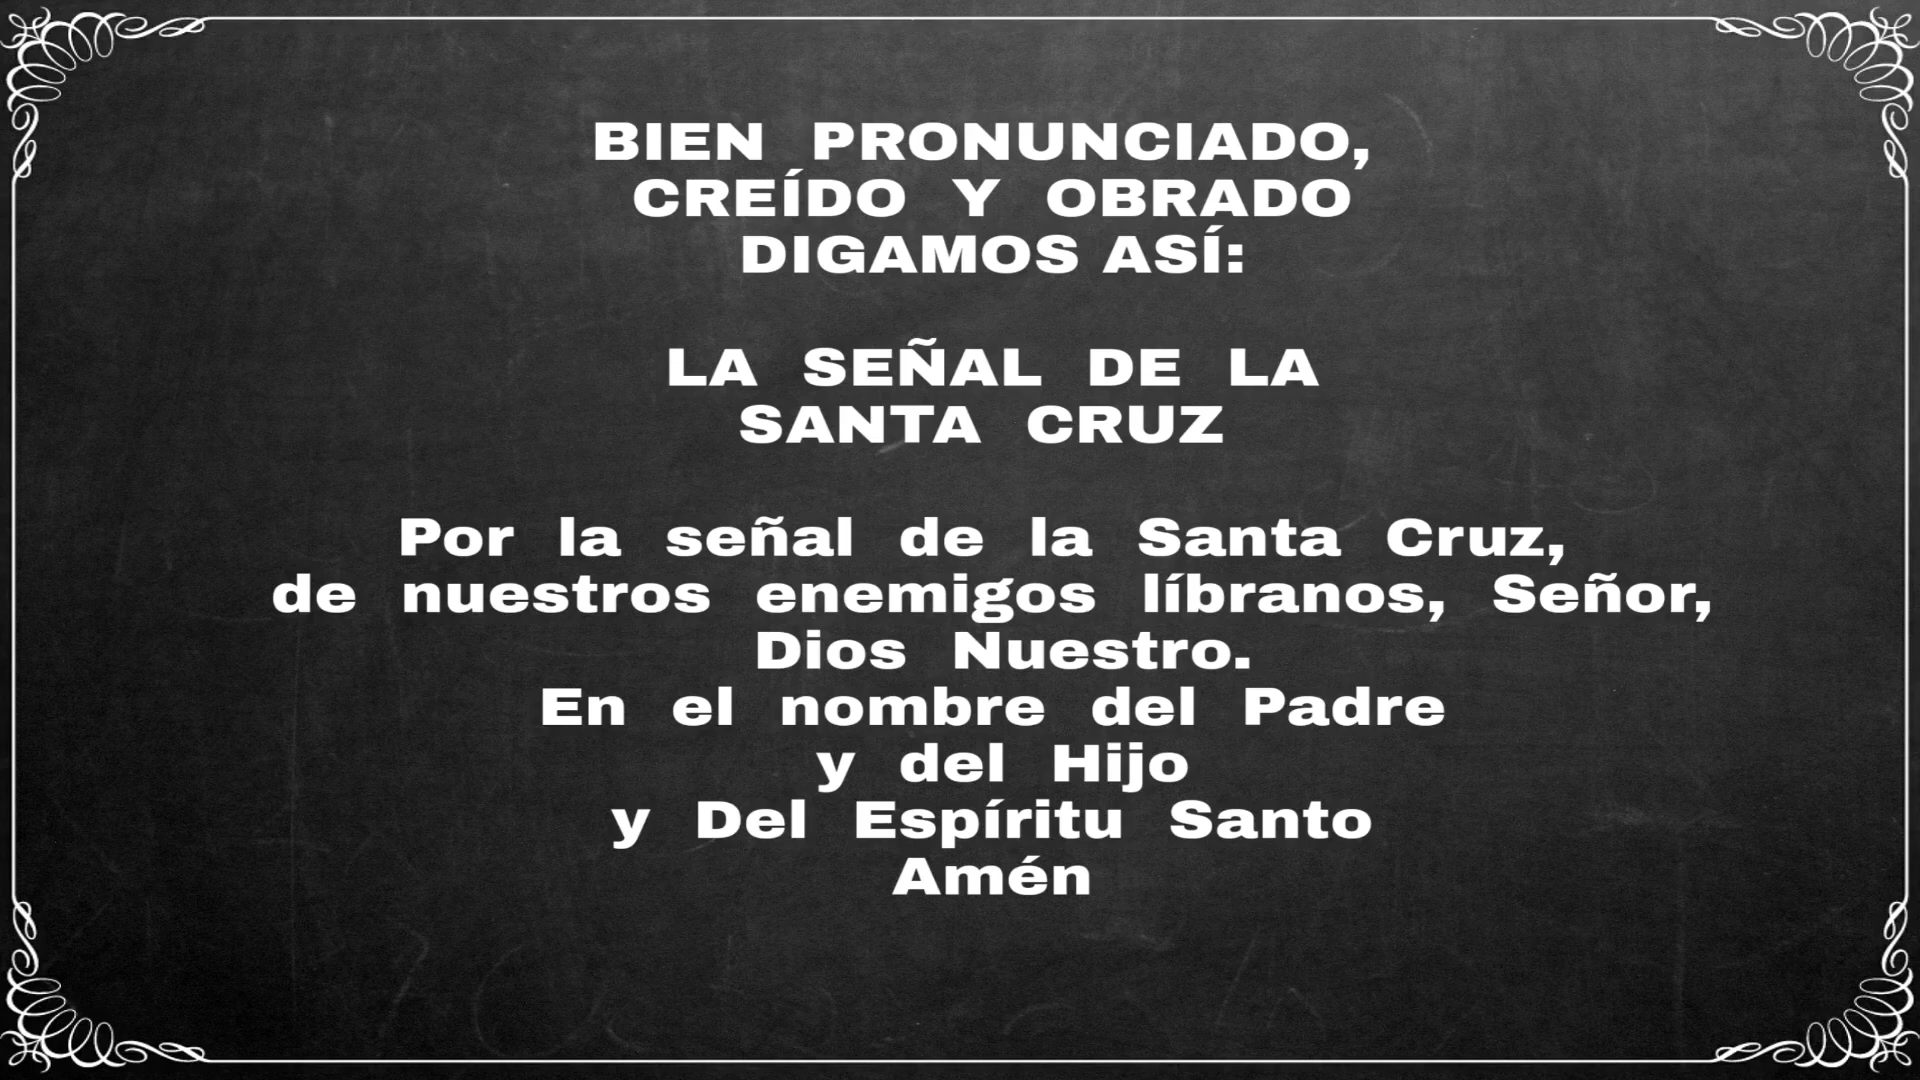 BIEN PRONUNCIADO,
CREÍDO Y OBRADO
DIGAMOS ASÍ:
LA SEÑAL DE LA
SANTA CRUZ
Por la señal de la Santa Cruz,
de nuestros enemigos líbranos, Señor,
Dios Nuestro.
En el nombre del Padre
y del Hijo
y Del Espíritu Santo
Amén